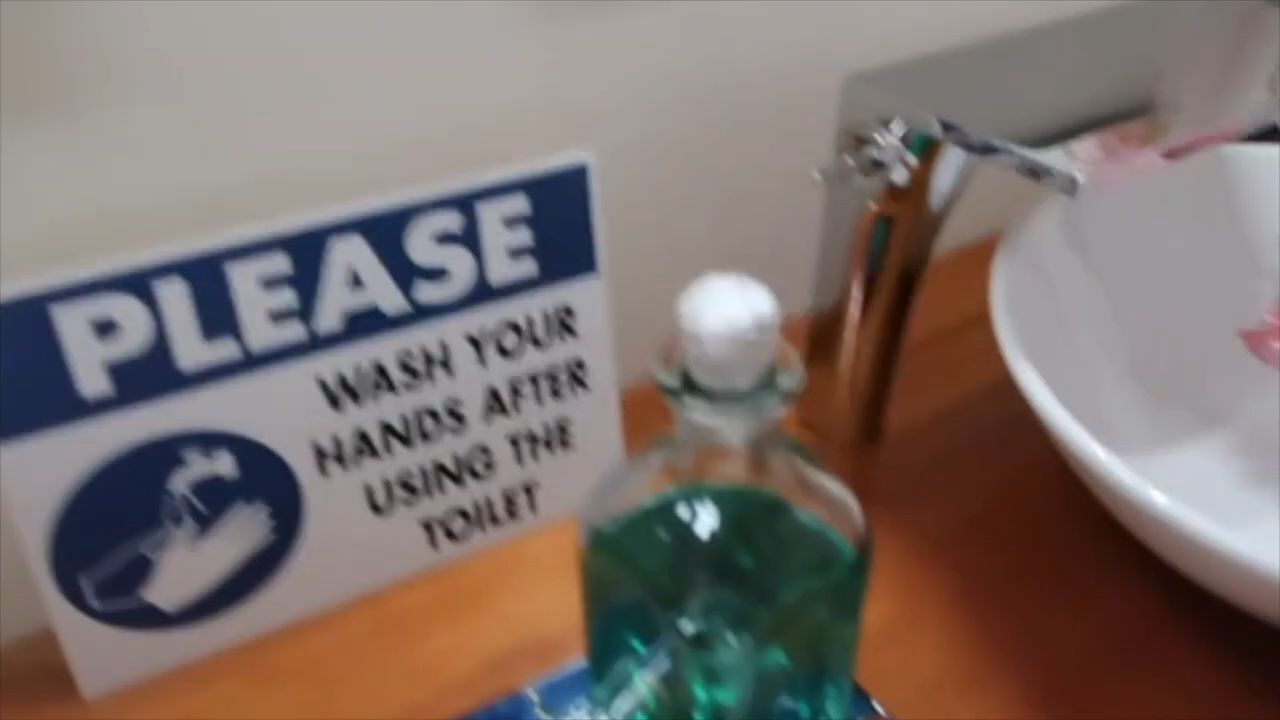 PLEASE
WASH YOUR
HANDS AFTER
USING THE
TOILET